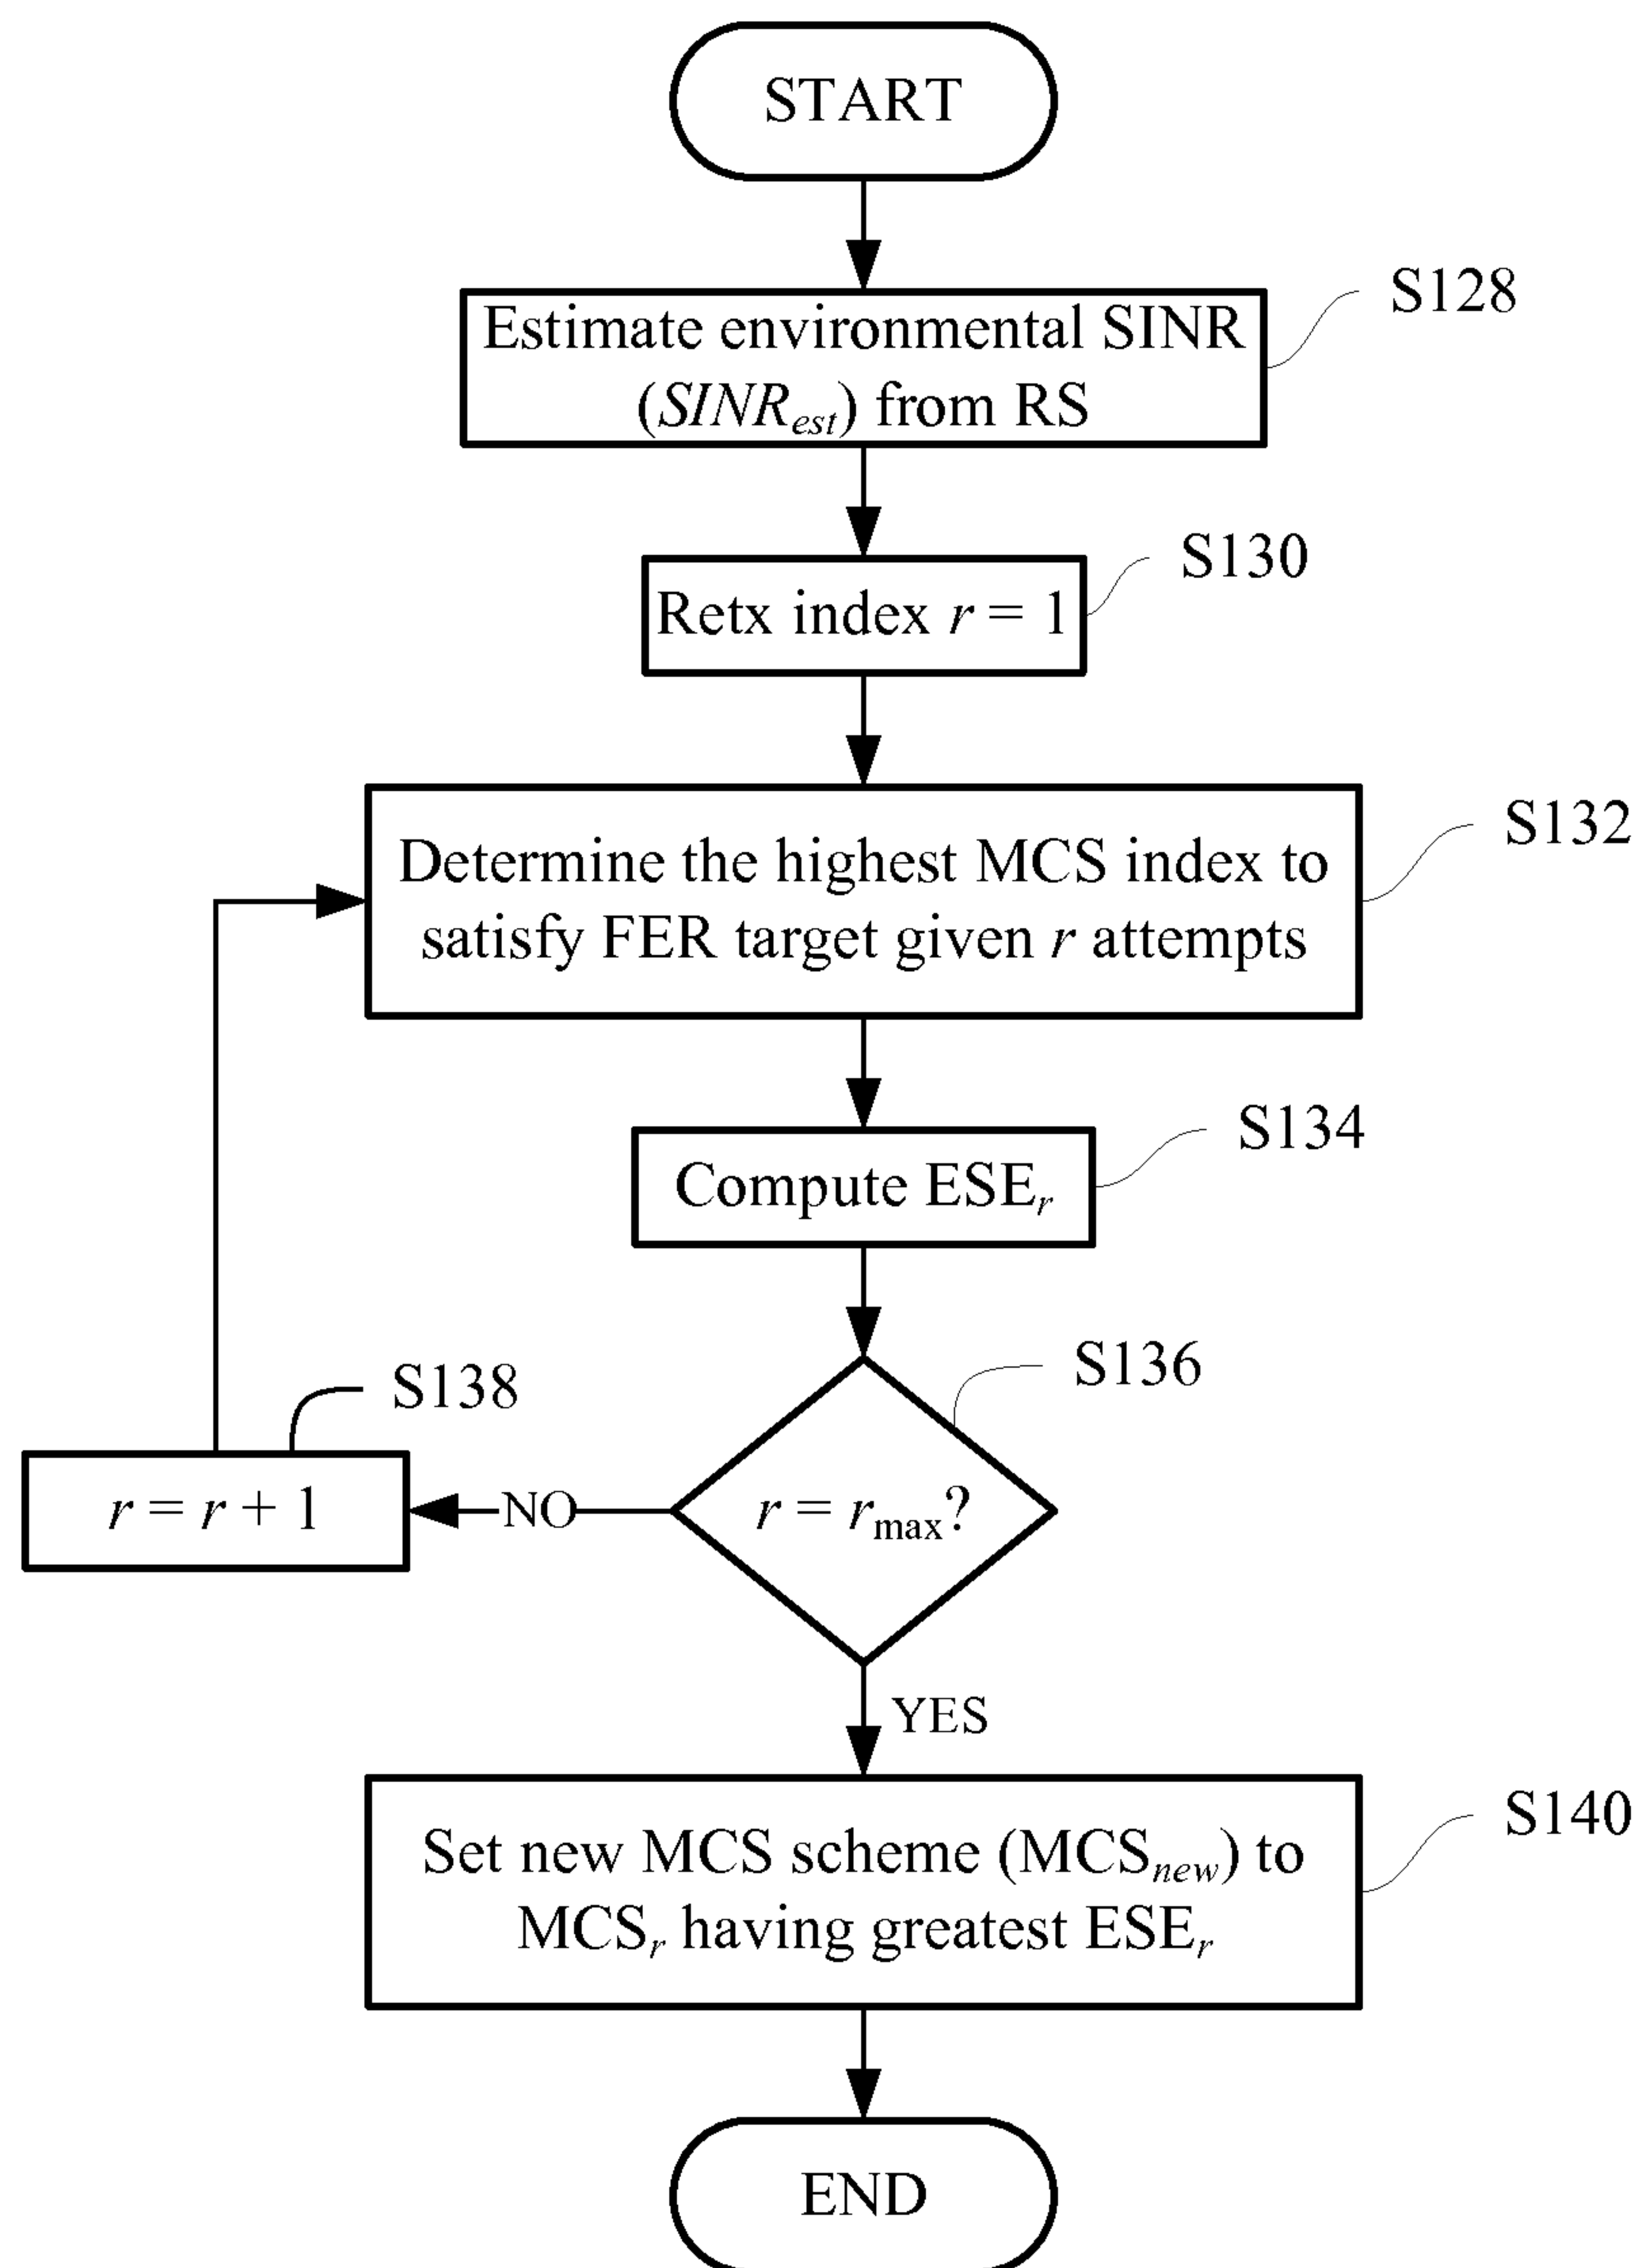 START
Estimate environmental SINR
(SINRest) from RS
S128
Retx index r = 1
S130
Determine the highest MCS index to
satisfy FER target given r attempts
S132
Compute ESEr
S134
r = rmax?
S136
NO
r = r + 1
S138
YES
Set new MCS scheme (MCSnew) to
MCSr having greatest ESEr
S140
END